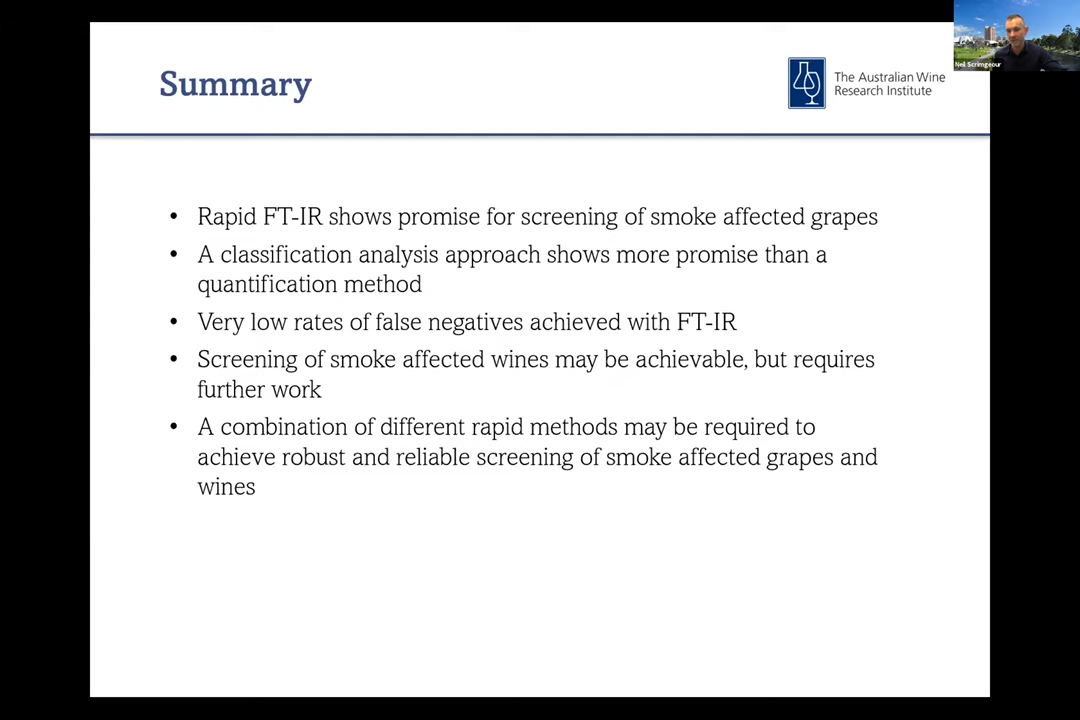 Summary
The Australian Wine
Research Institute
Neil Scrimgeour
• Rapid FT-IR shows promise for screening of smoke affected grapes
• A classification analysis approach shows more promise than a
quantification method
• Very low rates of false negatives achieved with FT-IR
• Screening of smoke affected wines may be achievable, but requires
further work
• A combination of different rapid methods may be required to
achieve robust and reliable screening of smoke affected grapes and
wines